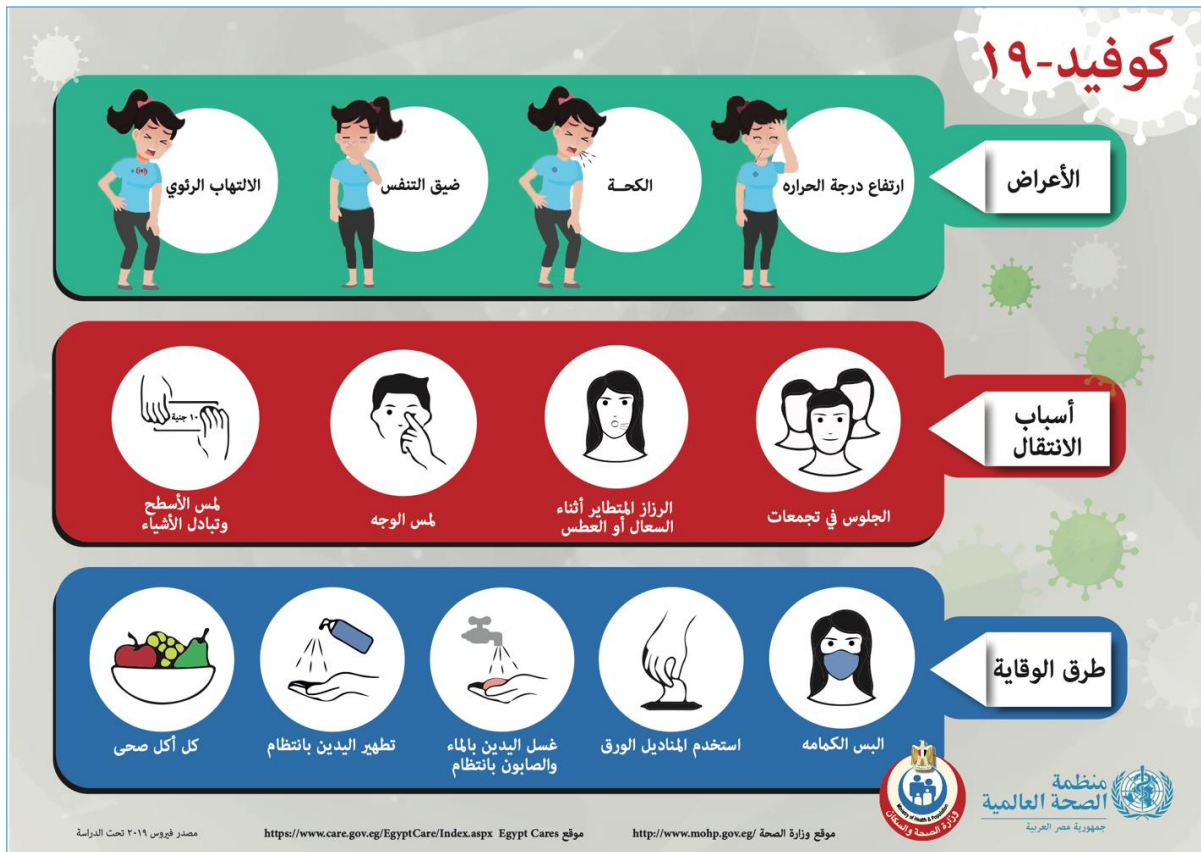 كوفيد-١٩
الأعراض
ارتفاع درجة الحراره
الكحــة
ضيق التنفس
الالتهاب الرئوي
أسباب
الانتقال
الجلوس في تجمعات
الرزاز المتطاير أثناء
السعال أو العطس
لمس الوجه
١٠ جنية
لمس الأسطح
وتبادل الأشياء
طرق الوقاية
البس الكمامه
استخدم المناديل الورق
غسل اليدين بالماء
والصابون بانتظام
تطهير اليدين بانتظام
كل أكل صحى
منظمة
الصحة العالمية
جمهورية مصر العربية
Ministry of Health & Population
وزارة الصحة والسكان
موقع وزارة الصحة http://www.mohp.gov.eg/
موقع Egypt Cares https://www.care.gov.eg/EgyptCare/Index.aspx
مصدر فيروس ٢٠١٩ تحت الدراسة